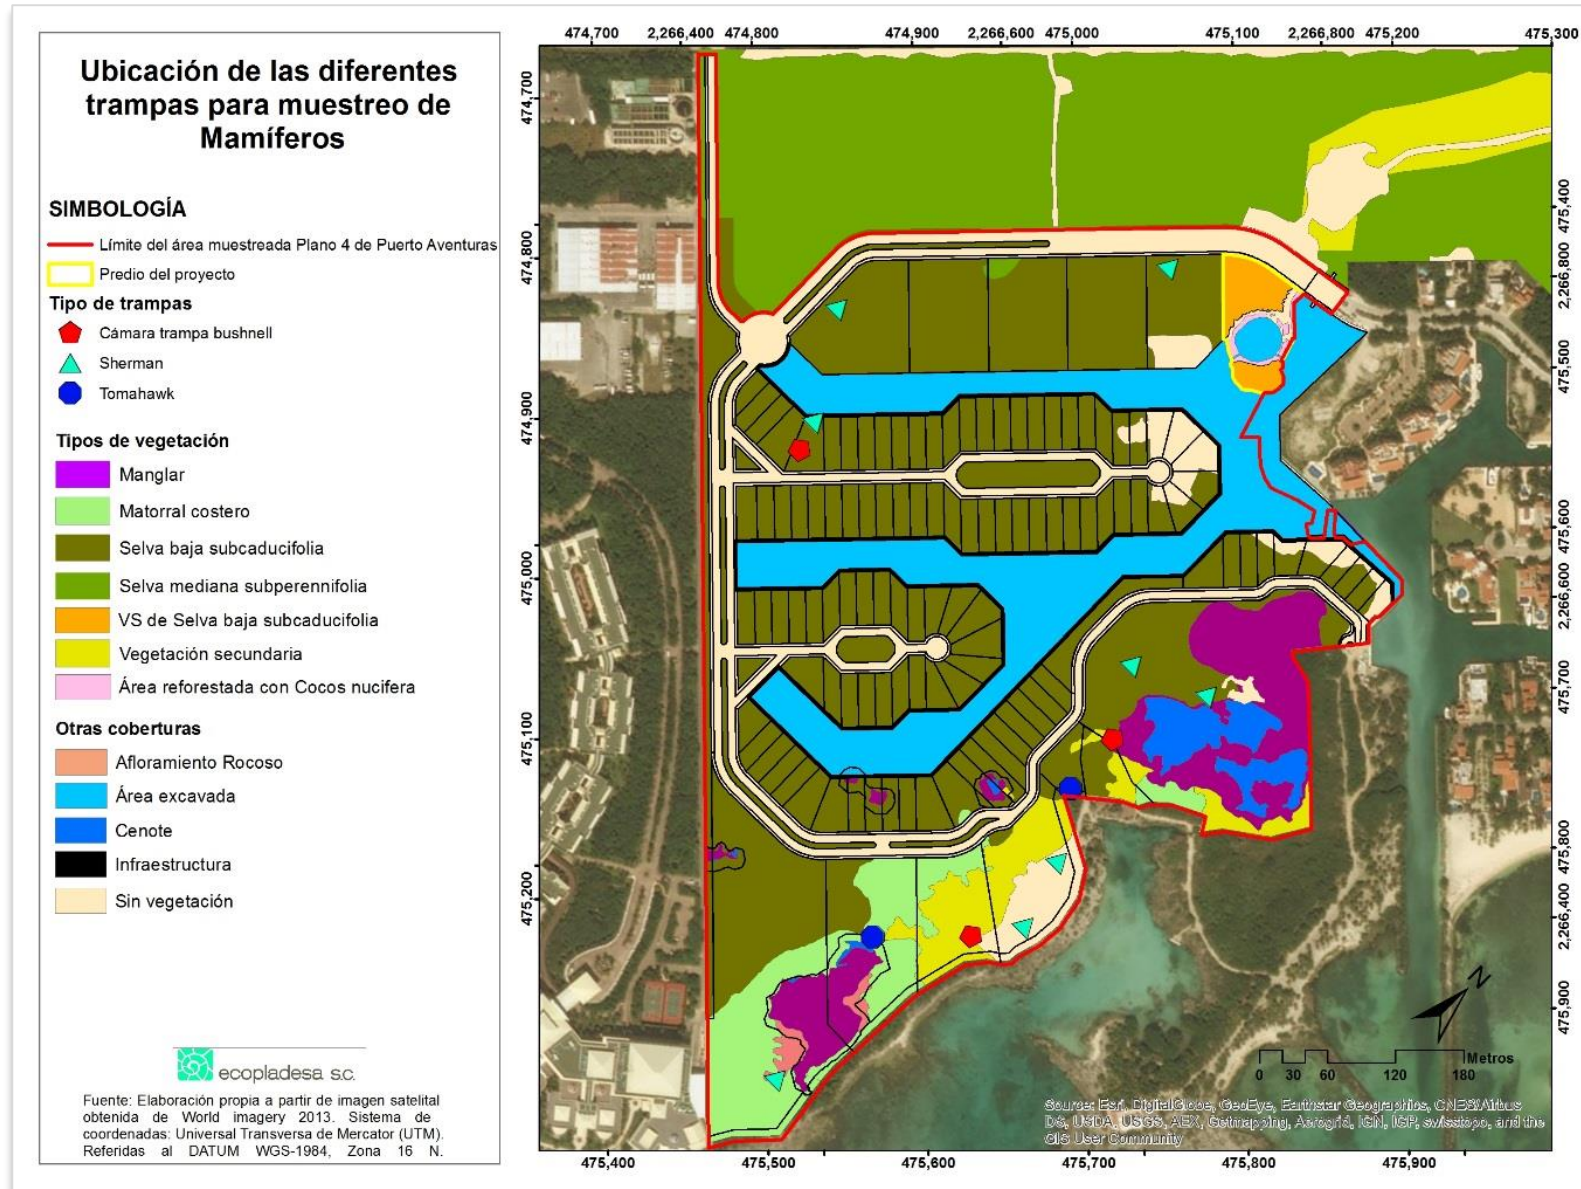 Ubicación de las diferentes
trampas para muestreo de
Mamíferos
SIMBOLOGÍA
Límite del área muestreada Plano 4 de Puerto Aventuras
Predio del proyecto
Tipo de trampas
Cámara trampa bushnell
Sherman
Tomahawk
Tipos de vegetación
Manglar
Matorral costero
Selva baja subcaducifolia
Selva mediana subperennifolia
VS de Selva baja subcaducifolia
Vegetación secundaria
Área reforestada con Cocos nucifera
Otras coberturas
Afloramiento Rocoso
Área excavada
Cenote
Infraestructura
Sin vegetación
ecopladesa s.c.
Fuente: Elaboración propia a partir de imagen satelital
obtenida de World imagery 2013. Sistema de
coordenadas: Universal Transversa de Mercator (UTM).
Referidas al DATUM WGS-1984, Zona 16 N.
474,700 2,266,400 474,800 474,900 2,266,600 475,000 475,100 2,266,800 475,200 475,300
474,700
474,800
474,900
475,000
475,100
475,200
475,400
2,266,800
475,500
475,600
2,266,600
475,700
475,800
2,266,400
475,900
N
Metros
0 30 60 120 180
Source: Esri, DigitalGlobe, GeoEye, Earthstar Geographics, CNES/Airbus
DS, USDA, USGS, AEX, Getmapping, Aerogrid, IGN, IGP, swisstopo, and the
GIS User Community
475,400 475,500 475,600 475,700 475,800 475,900